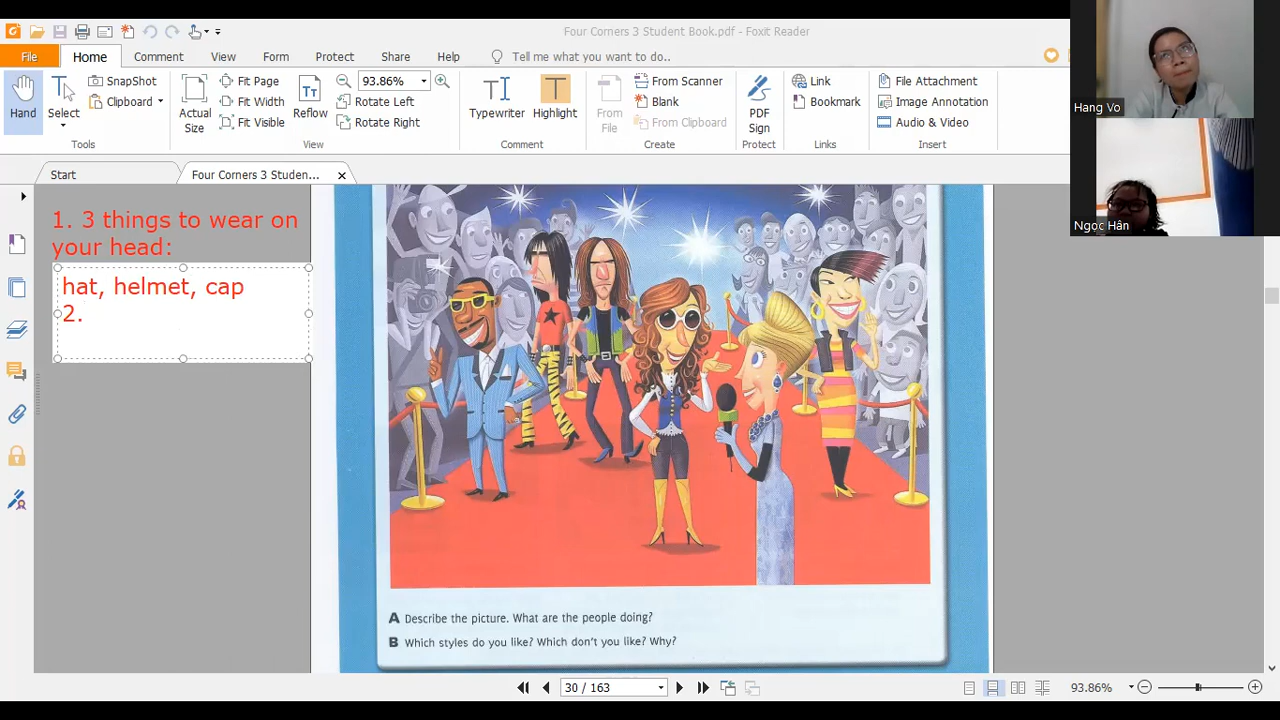 Four Corners 3 Student Book.pdf - Foxit Reader
File Home Comment View Form Protect Share Help Tell me what you want to do..
Hand
Select
SnapShot
Clipboard
Tools
Actual Size
Fit Page
Fit Width
Fit Visible
Reflow
93.86%
Rotate Left
Rotate Right
View
Typewriter
Highlight
Comment
From File
From Scanner
Blank
From Clipboard
Create
PDF Sign
Protect
Link
Bookmark
Links
File Attachment
Image Annotation
Audio & Video
Insert
Hang Vo
Ngọc Hân
Start
Four Corners 3 Studen...
1. 3 things to wear on
your head:
hat, helmet, cap
2.
A Describe the picture. What are the people doing?
B Which styles do you like? Which don't you like? Why?
30 / 163
93.86%